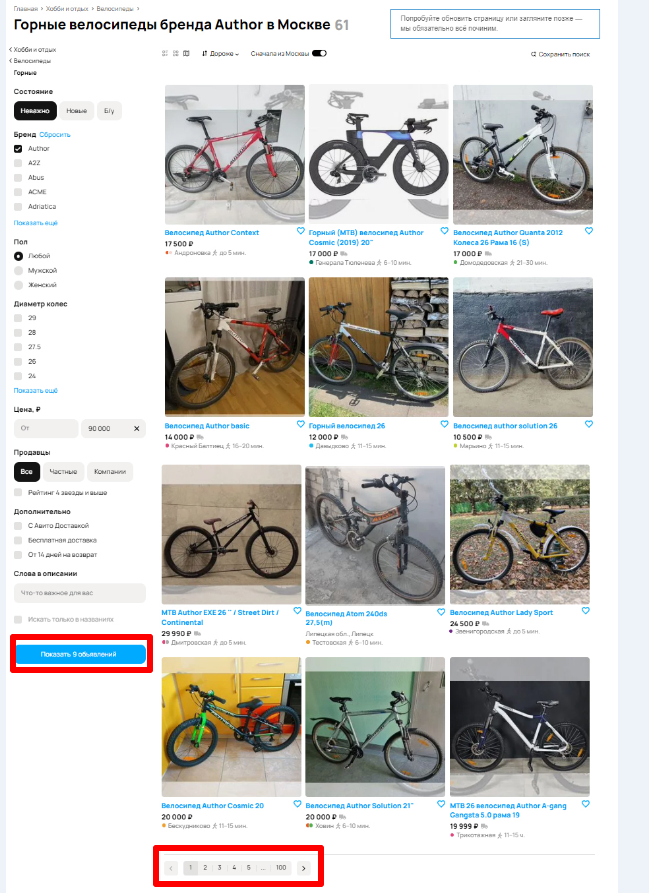 Главная › Хобби и отдых › Велосипеды ›
Горные велосипеды бренда Author в Москве 61
Попробуйте обновить страницу или загляните позже —
мы обязательно всё починим.
Хобби и отдых
Велосипеды
Горные
Дороже
Сначала из Москвы
Сохранить поиск
Состояние
Неважно Новые Б/у
Бренд Сбросить
Author
A2Z
Abus
ACME
Adriatica
Показать ещё
Пол
Любой
Мужской
Женский
Диаметр колес
29
28
27.5
26
24
Показать ещё
Цена, ₽
От 90 000
Продавцы
Все Частные Компании
Рейтинг 4 звезды и выше
Дополнительно
С Авито Доставкой
Бесплатная доставка
От 14 дней на возврат
Слова в описании
Что-то важное для вас
Искать только в названиях
Показать 9 объявлений
Велосипед Author Context
17 500 ₽
Андроновка до 5 мин.
Горный (MTB) велосипед Author
Cosmic (2019) 20"
17 000 ₽
Генерала Тюленева 6–10 мин.
Велосипед Author Quanta 2012
Колеса 26 Рама 16 (S)
17 000 ₽
Домодедовская 21–30 мин.
Велосипед Author basic
14 000 ₽
Красный Балтиец 16–20 мин.
Горный велосипед 26
12 000 ₽
Давыдково 11–15 мин.
Велосипед author solution 26
10 500 ₽
Марьино 11–15 мин.
MTB Author EXE 26 " / Street Dirt /
Continental
29 990 ₽
Дмитровская до 5 мин.
Велосипед Atom 240ds
27.5(m)
Липецкая обл., Липецк
Тестовская 6–10 мин.
Велосипед Author Lady Sport
24 500 ₽
Звенигородская до 5 мин.
Велосипед Author Cosmic 20
20 000 ₽
Бескудниково 11–15 мин.
Велосипед Author Solution 21"
20 000 ₽
Ховрин 6–10 мин.
MTB 26 велосипед Author A-gang
Gangsta 5.0 рама 19
19 999 ₽
Трикотажная 11–15 м.
1 2 3 4 5 ... 100